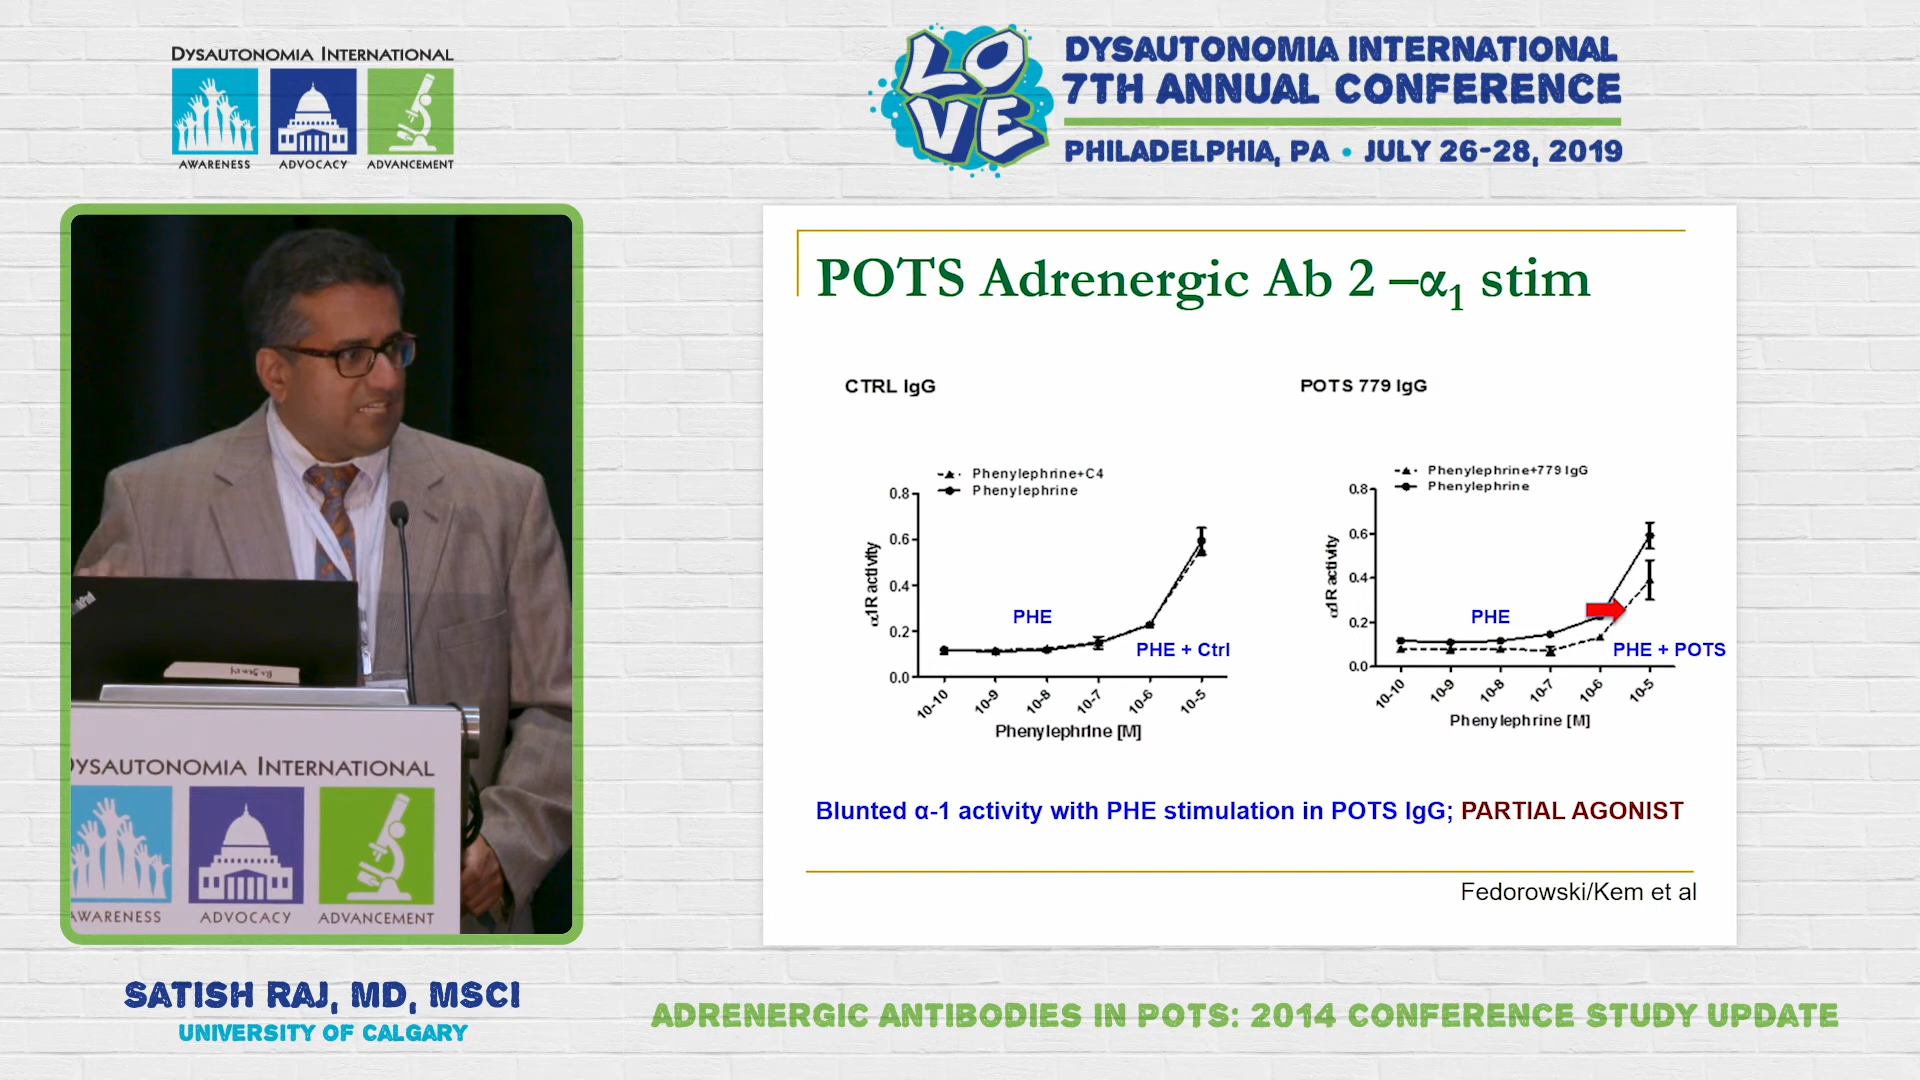 DYSAUTONOMIA INTERNATIONAL
AWARENESS
ADVOCACY
ADVANCEMENT
LOVE
DYSAUTONOMIA INTERNATIONAL
7TH ANNUAL CONFERENCE
PHILADELPHIA, PA • JULY 26-28, 2019
POTS Adrenergic Ab 2 –α1 stim
CTRL IgG
Phenylephrine+C4
Phenylephrine
0.8
0.6
0.4
0.2
0.0
α1R activity
PHE
PHE + Ctrl
10-10
10-9
10-8
10-7
10-6
10-5
Phenylephrine [M]
POTS 779 IgG
Phenylephrine+779 IgG
Phenylephrine
0.8
0.6
0.4
0.2
0.0
α1R activity
PHE
PHE + POTS
10-10
10-9
10-8
10-7
10-6
10-5
Phenylephrine [M]
Blunted α-1 activity with PHE stimulation in POTS IgG; PARTIAL AGONIST
Fedorowski/Kem et al
ThinkPad
YSAUTONOMIA INTERNATIONAL
AWARENESS
ADVOCACY
ADVANCEMENT
SATISH RAJ, MD, MSCI
UNIVERSITY OF CALGARY
ADRENERGIC ANTIBODIES IN POTS: 2014 CONFERENCE STUDY UPDATE